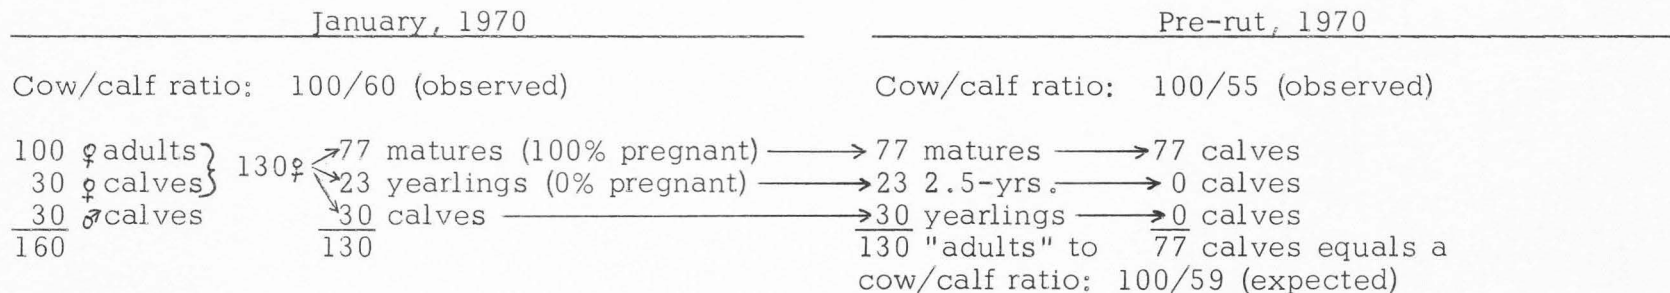 January, 1970 Pre-rut, 1970
Cow/calf ratio: 100/60 (observed) Cow/calf ratio: 100/55 (observed)
100 ♀ adults} 130♀ ↗77 matures (100% pregnant) → 77 matures → 77 calves
30 ♀ calves} ↘23 yearlings (0% pregnant) → 23 2.5-yrs. → 0 calves
30 ♂ calves ↘30 calves → 30 yearlings → 0 calves
160 130 130 "adults" to 77 calves equals a
cow/calf ratio: 100/59 (expected)